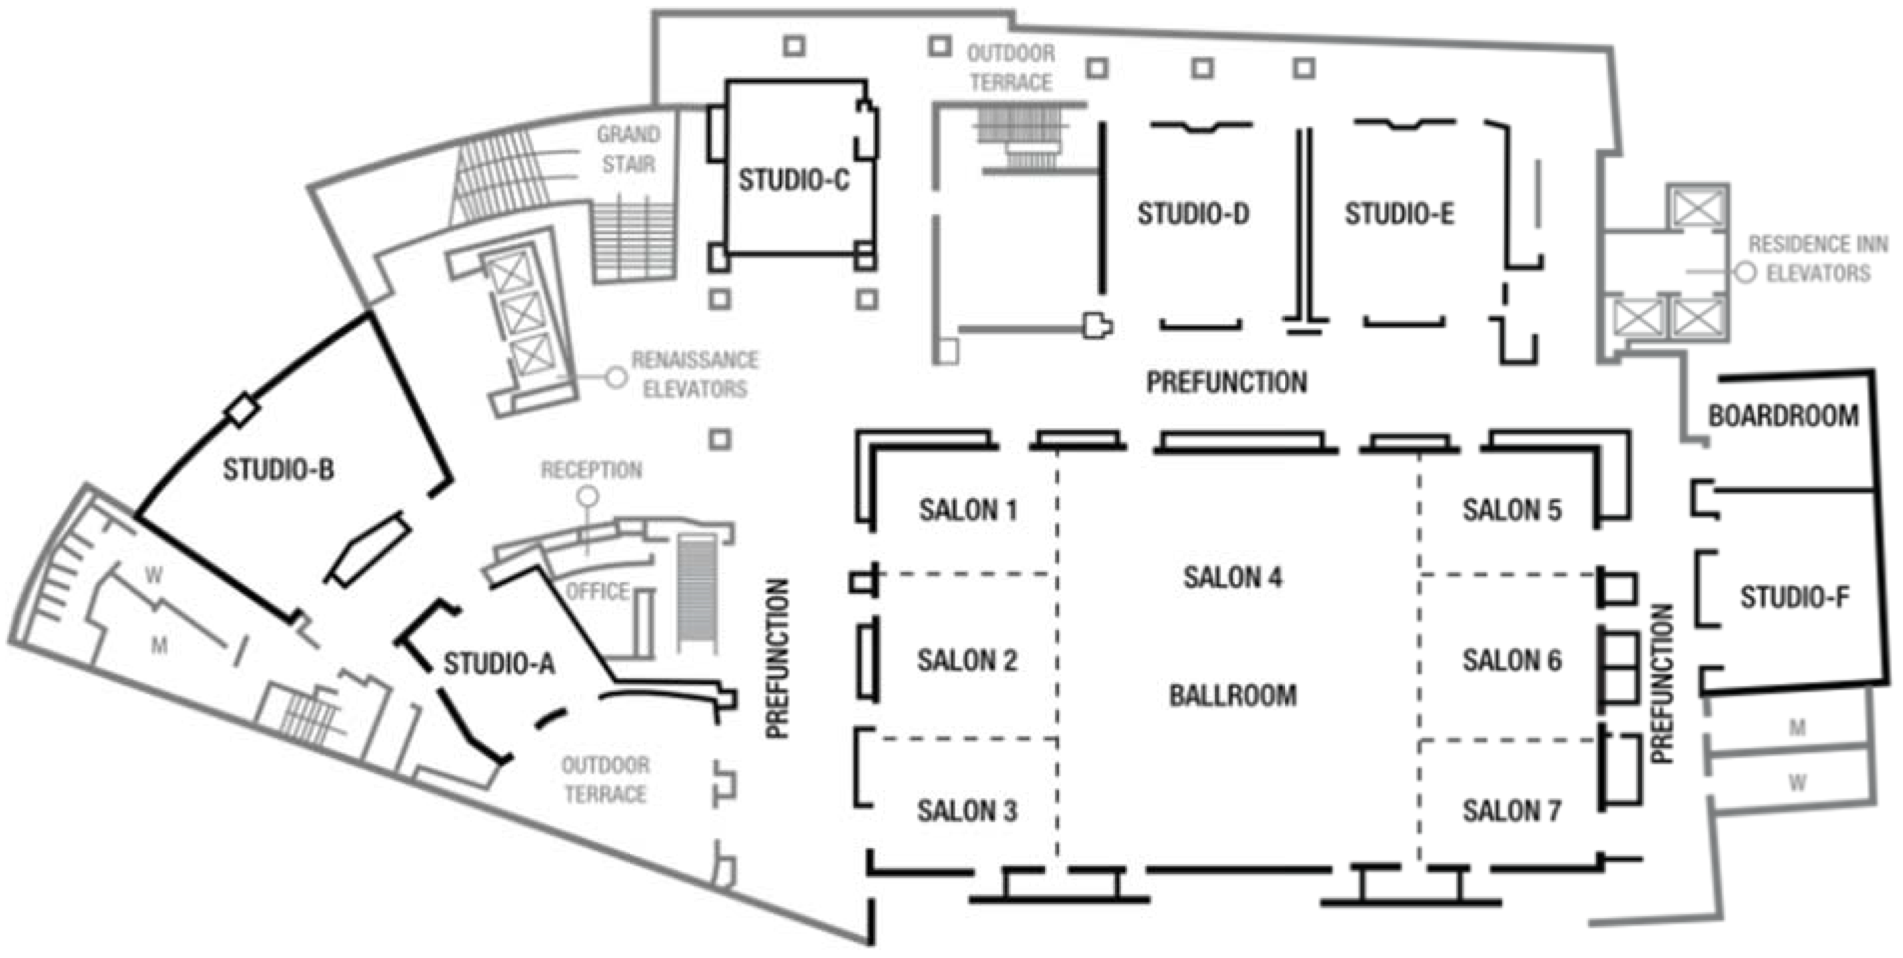 OUTDOOR
TERRACE
GRAND
STAIR
STUDIO-C
STUDIO-D
STUDIO-E
RESIDENCE INN
ELEVATORS
RENAISSANCE
ELEVATORS
PREFUNCTION
BOARDROOM
STUDIO-B
RECEPTION
SALON 1
SALON 5
W
OFFICE
SALON 4
STUDIO-F
M
STUDIO-A
PREFUNCTION
SALON 2
SALON 6
PREFUNCTION
BALLROOM
M
OUTDOOR
TERRACE
W
SALON 3
SALON 7